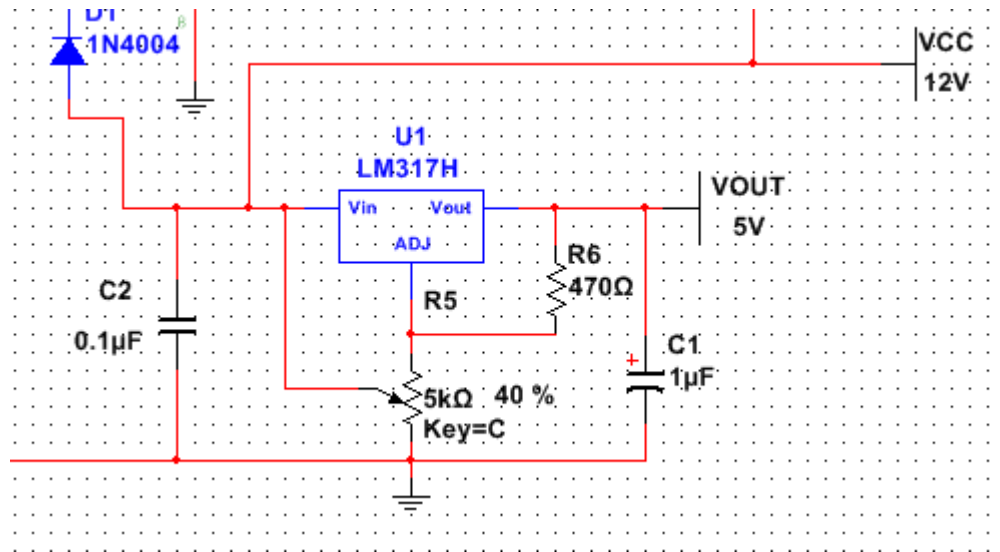 D1
1N4004
VCC
12V
U1
LM317H
Vin
Vout
ADJ
VOUT
5V
R6
470Ω
R5
C2
0.1µF
C1
+
1µF
5kΩ
40 %
Key=C
8